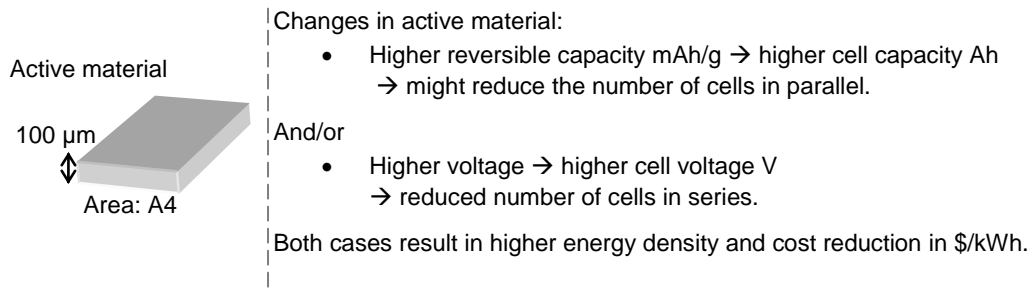 Active material
100 µm
Area: A4
Changes in active material:
• Higher reversible capacity mAh/g → higher cell capacity Ah
→ might reduce the number of cells in parallel.
And/or
• Higher voltage → higher cell voltage V
→ reduced number of cells in series.
Both cases result in higher energy density and cost reduction in $/kWh.